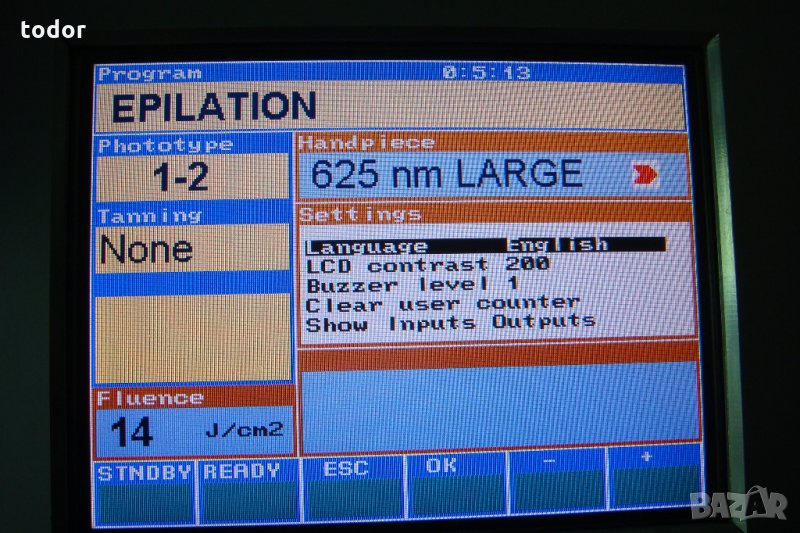 todor
Program 0:5:13
EPILATION
Phototype
1-2
Handpiece
625 nm LARGE
Tanning
None
Settings
Language English
LCD contrast 200
Buzzer level 1
Clear user counter
Show Inputs Outputs
Fluence
14 J/cm2
STNDBY READY ESC OK - +
BAZAR